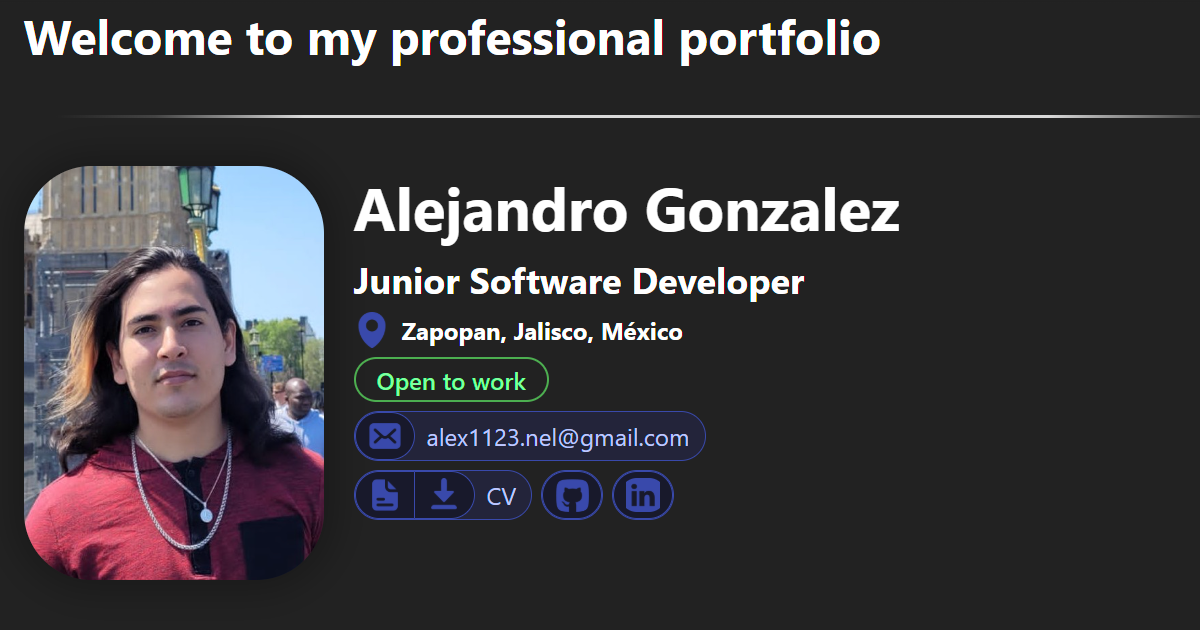 Welcome to my professional portfolio
Alejandro Gonzalez
Junior Software Developer
Zapopan, Jalisco, México
Open to work
alex1123.nel@gmail.com
CV
in